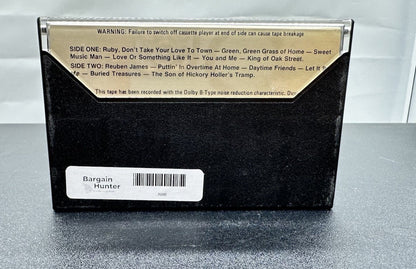 WARNING: Failure to switch off cassette player at end of side can cause tape breakage
SIDE ONE: Ruby, Don't Take Your Love To Town — Green, Green Grass of Home — Sweet
Music Man — Love Or Something Like It — You and Me — King of Oak Street.
SIDE TWO: Reuben James — Puttin' In Overtime At Home — Daytime Friends — Let It
— Buried Treasures — The Son of Hickory Holler's Tramp.
This tape has been recorded with the Dolby B-Type noise reduction characteristic.
Bargain
Hunter